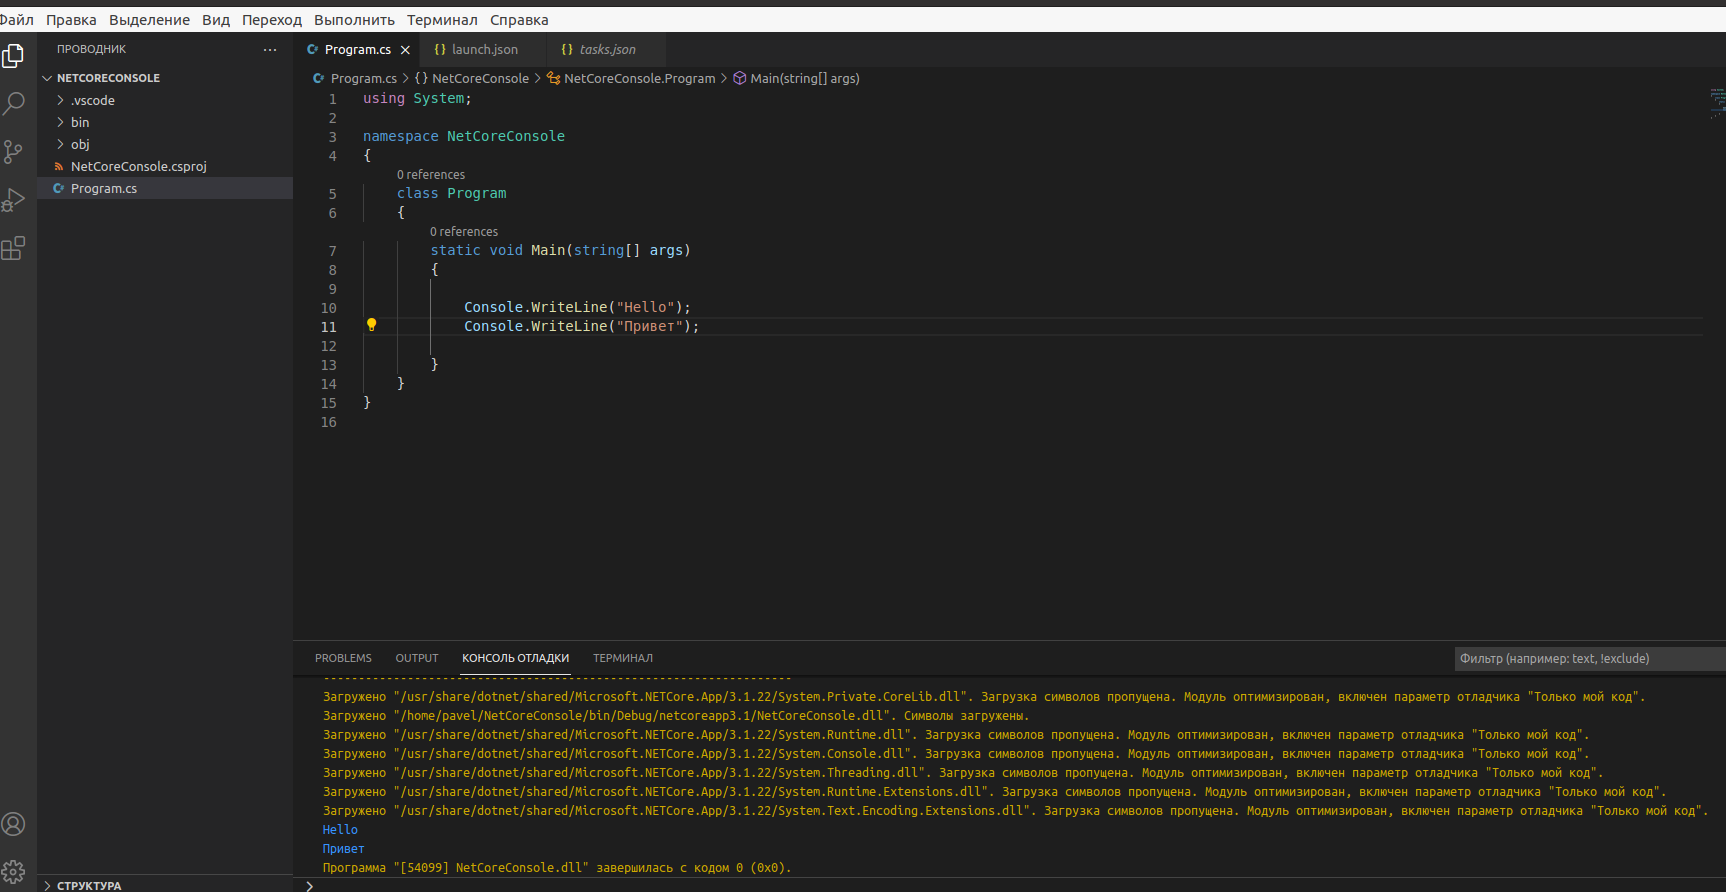 Файл Правка Выделение Вид Переход Выполнить Терминал Справка
ПРОВОДНИК ...
NETCORECONSOLE
.vscode
bin
obj
NetCoreConsole.csproj
C# Program.cs
СТРУКТУРА
C# Program.cs × {} launch.json {} tasks.json
C# Program.cs > {} NetCoreConsole > NetCoreConsole.Program > Main(string[] args)
1 using System;
2
3 namespace NetCoreConsole
4 {
0 references
5 class Program
6 {
0 references
7 static void Main(string[] args)
8 {
9
10 Console.WriteLine("Hello");
11 Console.WriteLine("Привет");
12
13 }
14 }
15 }
16
PROBLEMS OUTPUT КОНСОЛЬ ОТЛАДКИ ТЕРМИНАЛ Фильтр (например: text, !exclude)
-------------------------------------------------------------------
Загружено "/usr/share/dotnet/shared/Microsoft.NETCore.App/3.1.22/System.Private.CoreLib.dll". Загрузка символов пропущена. Модуль оптимизирован, включен параметр отладчика "Только мой код".
Загружено "/home/pavel/NetCoreConsole/bin/Debug/netcoreapp3.1/NetCoreConsole.dll". Символы загружены.
Загружено "/usr/share/dotnet/shared/Microsoft.NETCore.App/3.1.22/System.Runtime.dll". Загрузка символов пропущена. Модуль оптимизирован, включен параметр отладчика "Только мой код".
Загружено "/usr/share/dotnet/shared/Microsoft.NETCore.App/3.1.22/System.Console.dll". Загрузка символов пропущена. Модуль оптимизирован, включен параметр отладчика "Только мой код".
Загружено "/usr/share/dotnet/shared/Microsoft.NETCore.App/3.1.22/System.Threading.dll". Загрузка символов пропущена. Модуль оптимизирован, включен параметр отладчика "Только мой код".
Загружено "/usr/share/dotnet/shared/Microsoft.NETCore.App/3.1.22/System.Runtime.Extensions.dll". Загрузка символов пропущена. Модуль оптимизирован, включен параметр отладчика "Только мой код".
Загружено "/usr/share/dotnet/shared/Microsoft.NETCore.App/3.1.22/System.Text.Encoding.Extensions.dll". Загрузка символов пропущена. Модуль оптимизирован, включен параметр отладчика "Только мой код".
Hello
Привет
Программа "[54099] NetCoreConsole.dll" завершилась с кодом 0 (0x0).